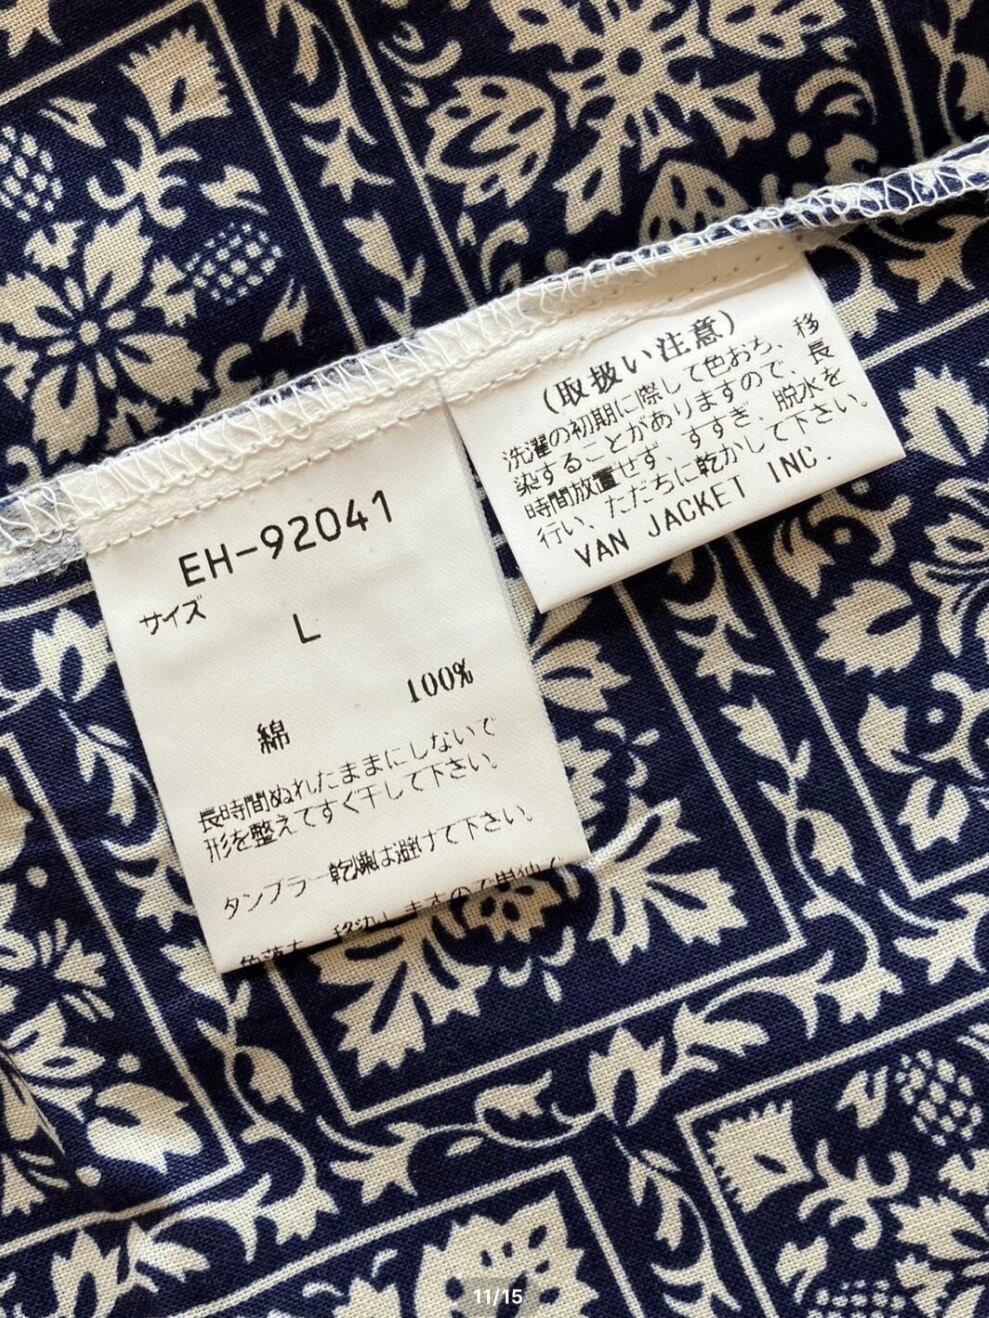 EH-92041
サイズ
L
綿 100%
長時間ぬれたままにしないで
形を整えてすぐ干して下さい。
タンブラー乾燥は避けて下さい。
(取扱い注意)
洗濯の初期に際して色おち、移
染することがありますので、長
時間放置せず、すすぎ、脱水を
行い、ただちに乾かして下さい。
VAN JACKET INC.
11/15